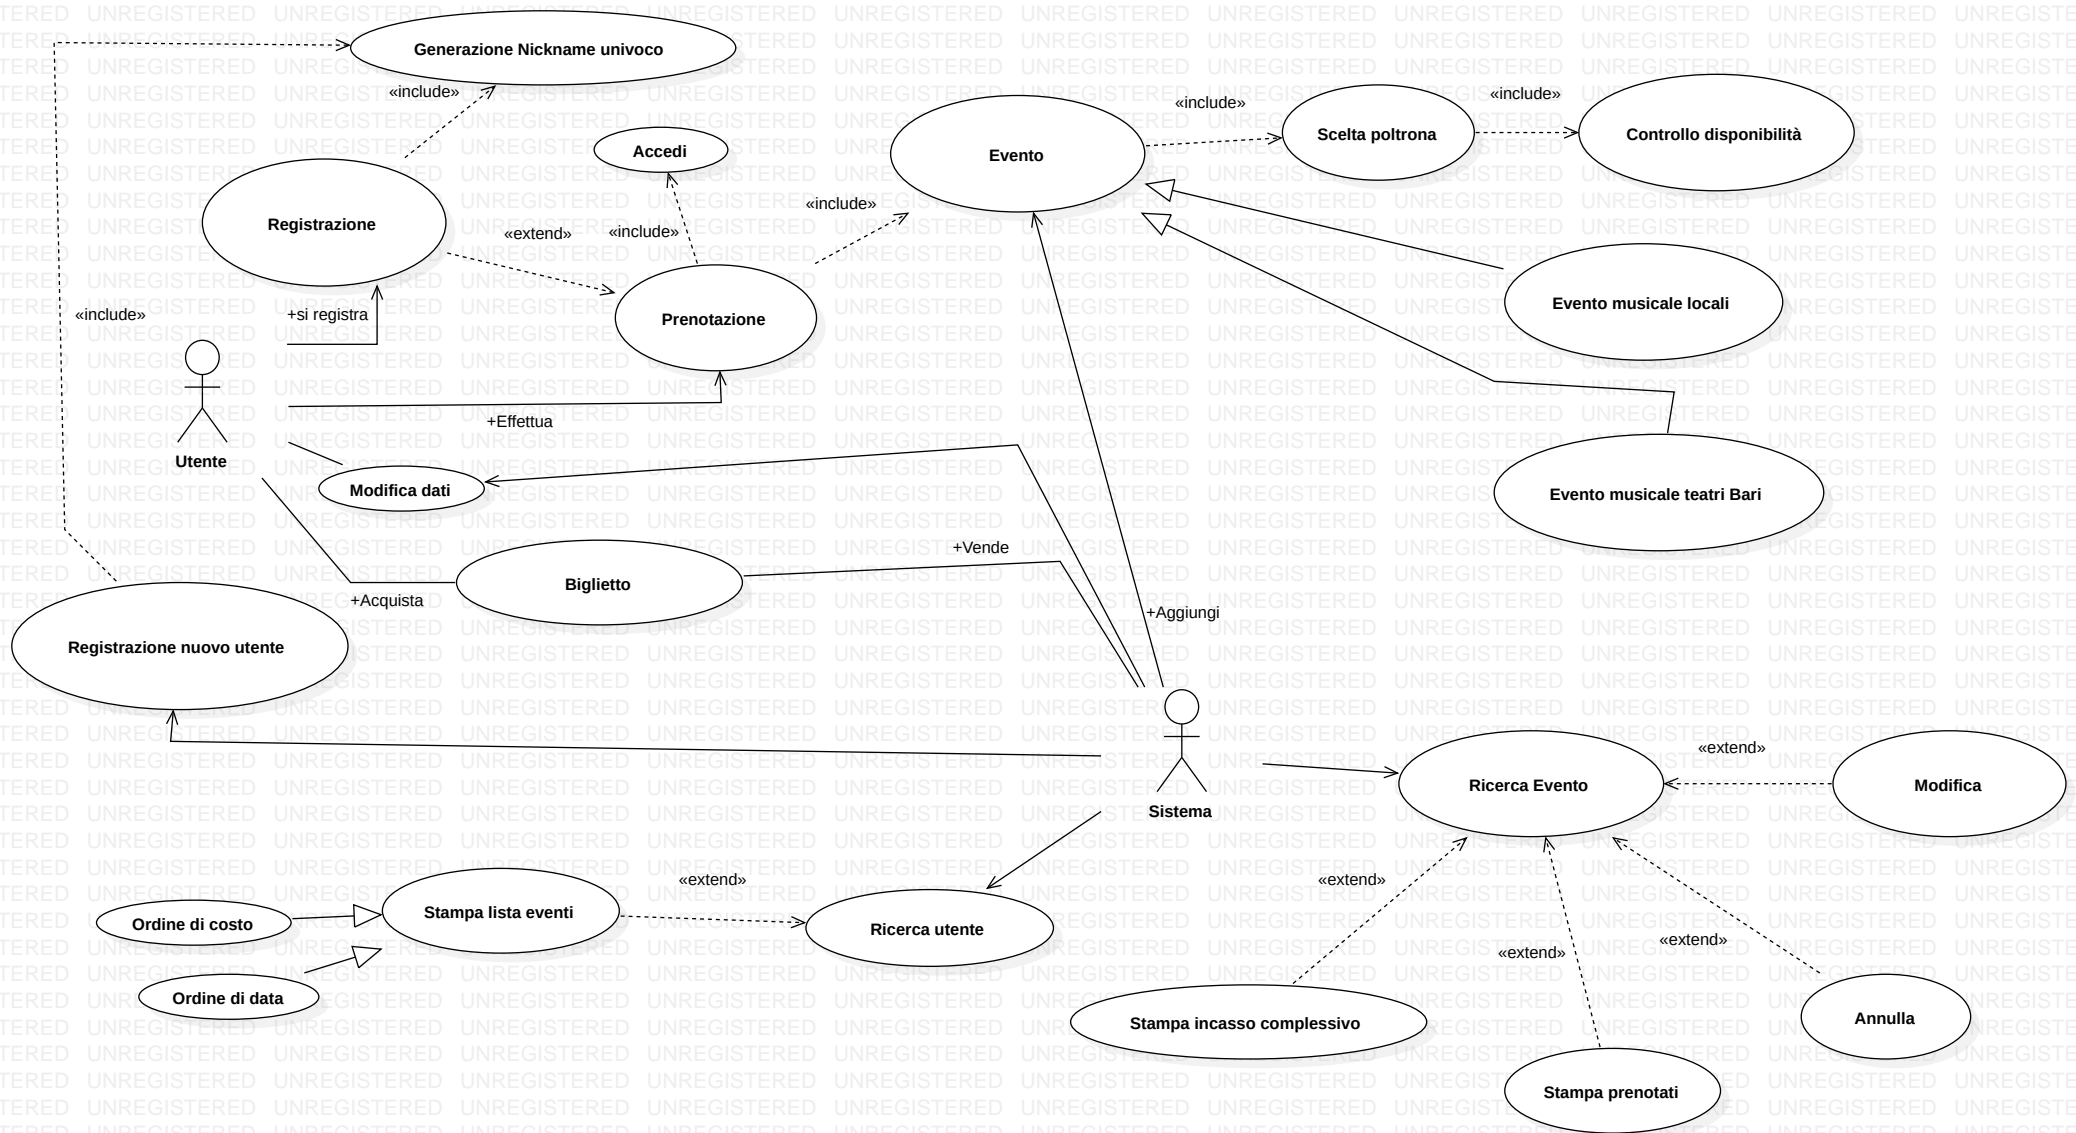 Generazione Nickname univoco
«include»
«include»
«include»
Accedi
Evento
Scelta poltrona
Controllo disponibilità
Registrazione
«extend»
«include»
«include»
Prenotazione
Evento musicale locali
«include»
+si registra
Utente
+Effettua
Modifica dati
Evento musicale teatri Bari
+Vende
Biglietto
+Acquista
+Aggiungi
Registrazione nuovo utente
Sistema
Ricerca Evento
«extend»
Modifica
«extend»
«extend»
Ordine di costo
Stampa lista eventi
Ricerca utente
«extend»
«extend»
Ordine di data
Stampa incasso complessivo
Annulla
Stampa prenotati
UNREGISTERED